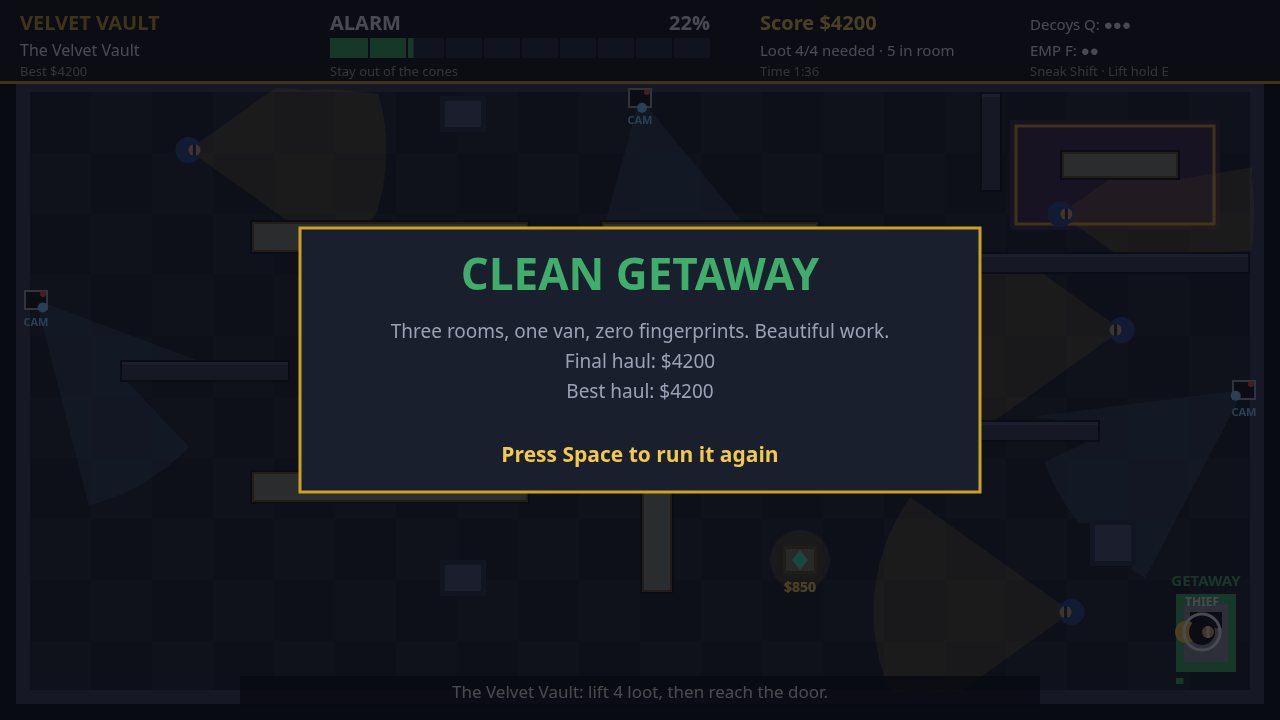 VELVET VAULT
The Velvet Vault
Best $4200
ALARM 22%
Stay out of the cones
Score $4200
Loot 4/4 needed · 5 in room
Time 1:36
Decoys Q: ●●●
EMP F: ●●
Sneak Shift · Lift hold E
CAM
CAM
CLEAN GETAWAY
Three rooms, one van, zero fingerprints. Beautiful work.
Final haul: $4200
Best haul: $4200
Press Space to run it again
CAM
$850
GETAWAY
THIEF
The Velvet Vault: lift 4 loot, then reach the door.